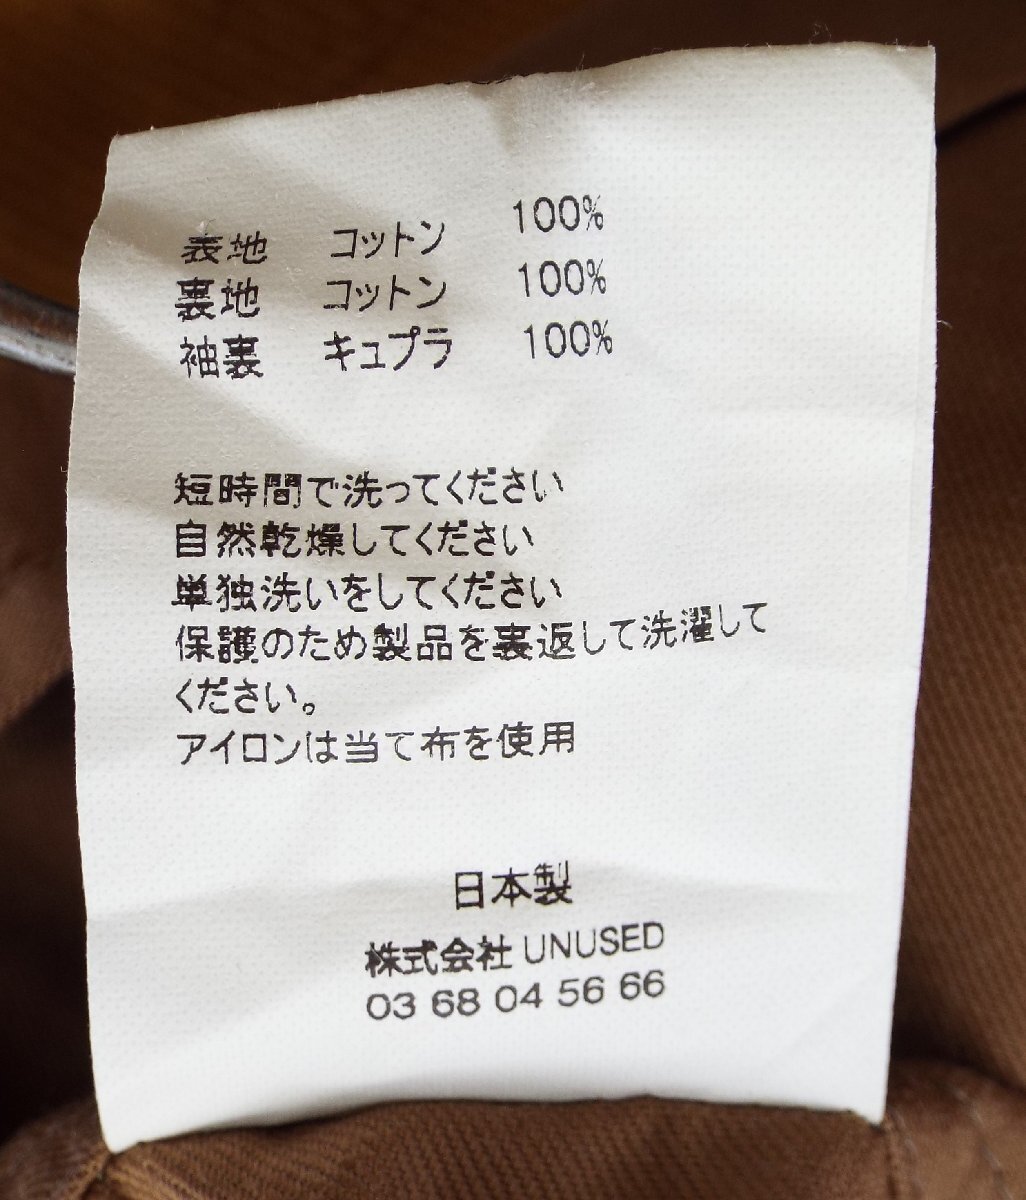 表地 コットン 100%
裏地 コットン 100%
袖裏 キュプラ 100%
短時間で洗ってください
自然乾燥してください
単独洗いをしてください
保護のため製品を裏返して洗濯して
ください。
アイロンは当て布を使用
日本製
株式会社 UNUSED
03 68 04 56 66